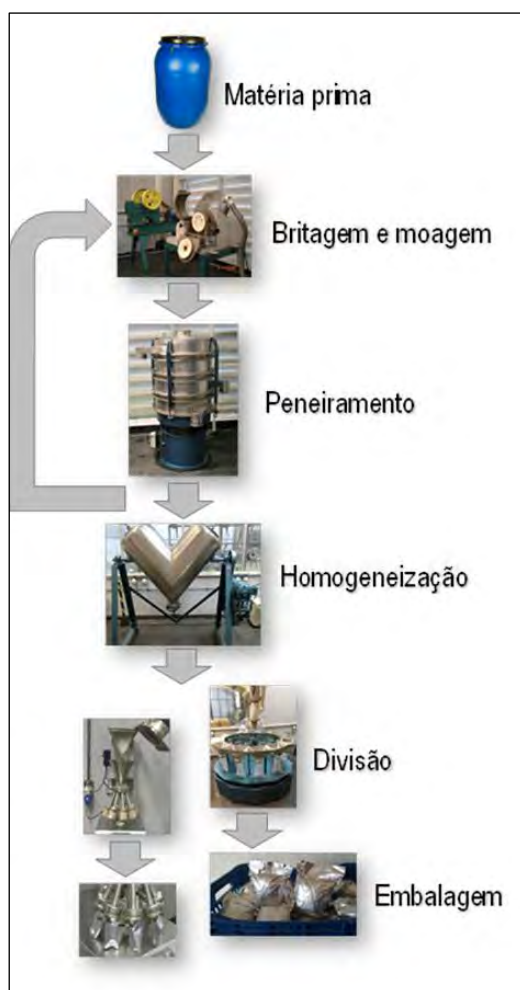 Matéria prima
Britagem e moagem
Peneiramento
Homogeneização
Divisão
Embalagem